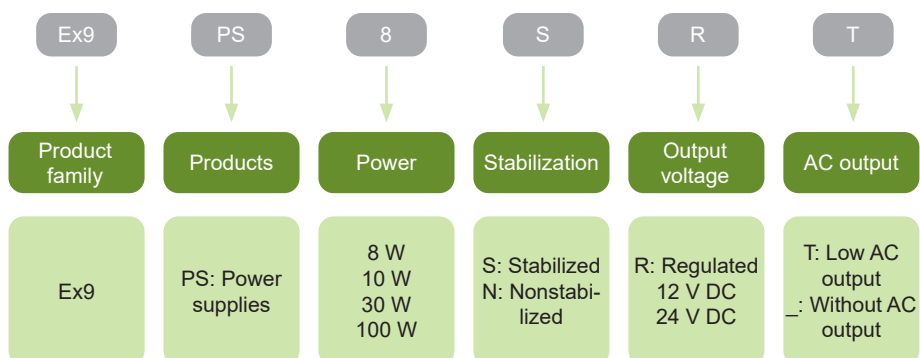 Ex9
PS
8
S
R
T
Product
family
Products
Power
Stabilization
Output
voltage
AC output
Ex9
PS: Power
supplies
8 W
10 W
30 W
100 W
S: Stabilized
N: Nonstabi-
lized
R: Regulated
12 V DC
24 V DC
T: Low AC
output
_: Without AC
output